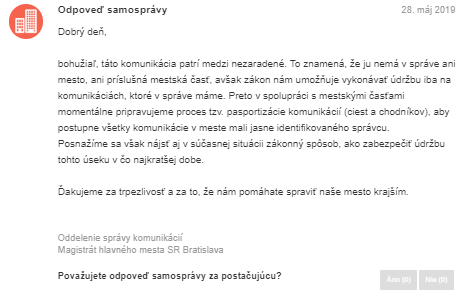 Odpoveď samosprávy 28. máj 2019
Dobrý deň,
bohužiaľ, táto komunikácia patrí medzi nezaradené. To znamená, že ju nemá v správe ani
mesto, ani príslušná mestská časť, avšak zákon nám umožňuje vykonávať údržbu iba na
komunikáciách, ktoré v správe máme. Preto v spolupráci s mestskými časťami
momentálne pripravujeme proces tzv. pasportizácie komunikácií (ciest a chodníkov), aby
postupne všetky komunikácie v meste mali jasne identifikovaného správcu.
Posnažíme sa však nájsť aj v súčasnej situácii zákonný spôsob, ako zabezpečiť údržbu
tohto úseku v čo najkratšej dobe.
Ďakujeme za trpezlivosť a za to, že nám pomáhate spraviť naše mesto krajším.
Oddelenie správy komunikácií
Magistrát hlavného mesta SR Bratislava
Považujete odpoveď samosprávy za postačujúcu? Áno (0) Nie (0)